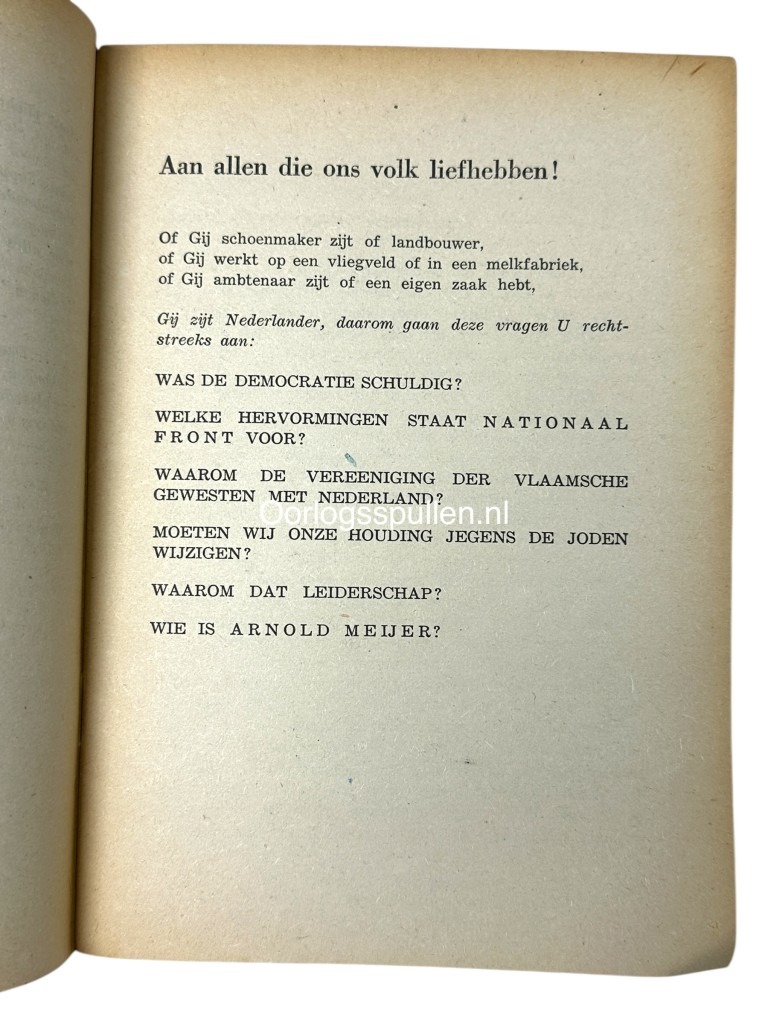 Aan allen die ons volk liefhebben!
Of Gij schoenmaker zijt of landbouwer,
of Gij werkt op een vliegveld of in een melkfabriek,
of Gij ambtenaar zijt of een eigen zaak hebt,
Gij zijt Nederlander, daarom gaan deze vragen U recht-
streeks aan:
WAS DE DEMOCRATIE SCHULDIG?
WELKE HERVORMINGEN STAAT NATIONAAL
FRONT VOOR?
WAAROM DE VEREENIGING DER VLAAMSCHE
GEWESTEN MET NEDERLAND?
Oorlogsspullen.nl
MOETEN WIJ ONZE HOUDING JEGENS DE JODEN
WIJZIGEN?
WAAROM DAT LEIDERSCHAP?
WIE IS ARNOLD MEIJER?